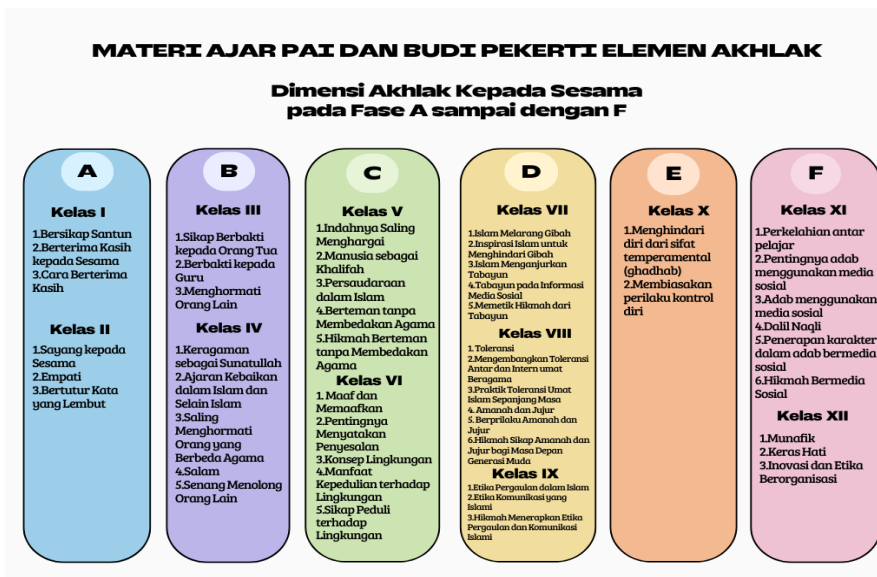 MATERI AJAR PAI DAN BUDI PEKERTI ELEMEN AKHLAK
Dimensi Akhlak Kepada Sesama
pada Fase A sampai dengan F
A
Kelas I
1.Bersikap Santun
2.Berterima Kasih
kepada Sesama
3.Cara Berterima
Kasih
Kelas II
1.Sayang kepada
Sesama
2.Empati
3.Bertutur Kata
yang Lembut
B
Kelas III
1.Sikap Berbakti
kepada Orang Tua
2.Berbakti kepada
Guru
3.Menghormati
Orang Lain
Kelas IV
1.Keragaman
sebagai Sunatullah
2.Ajaran Kebaikan
dalam Islam dan
Selain Islam
3.Saling
Menghormati
Orang yang
Berbeda Agama
4.Salam
5.Senang Menolong
Orang Lain
C
Kelas V
1.Indahnya Saling
Menghargai
2.Manusia sebagai
Khalifah
3.Persaudaraan
dalam Islam
4.Berteman tanpa
Membedakan Agama
5.Hikmah Berteman
tanpa Membedakan
Agama
Kelas VI
1. Maaf dan
Memaafkan
2.Pentingnya
Menyatakan
Penyesalan
3.Konsep Lingkungan
4.Manfaat
Kepedulian terhadap
Lingkungan
5.Sikap Peduli
terhadap
Lingkungan
D
Kelas VII
1.Islam Melarang Gibah
2.Inspirasi Islam untuk
Menghindari Gibah
3.Islam Menganjurkan
Tabayun
4.Tabayun pada Informasi
Media Sosial
5.Memetik Hikmah dari
Tabayun
Kelas VIII
1. Toleransi
2.Mengembangkan Toleransi
Antar dan Intern umat
Beragama
3.Praktik Toleransi Umat
Islam Sepanjang Masa
4. Amanah dan Jujur
5. Berprilaku Amanah dan
Jujur
6.Hikmah Sikap Amanah dan
Jujur bagi Masa Depan
Generasi Muda
Kelas IX
1.Etika Pergaulan dalam Islam
2.Etika Komunikasi yang
Islami
3.Hikmah Menerapkan Etika
Pergaulan dan Komunikasi
Islami
E
Kelas X
1.Menghindari
diri dari sifat
temperamental
(ghadhab)
2.Membiasakan
perilaku kontrol
diri
F
Kelas XI
1.Perkelahian antar
pelajar
2.Pentingnya adab
menggunakan media
sosial
3.Adab menggunakan
media sosial
4.Dalil Naqli
5.Penerapan karakter
dalam adab bermedia
sosial
6.Hikmah Bermedia
Sosial
Kelas XII
1.Munafik
2.Keras Hati
3.Inovasi dan Etika
Berorganisasi